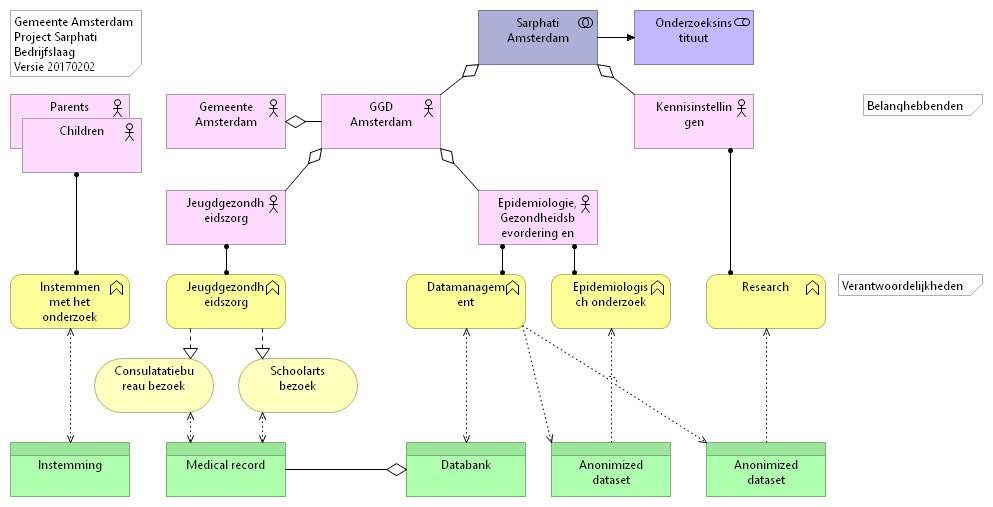 Gemeente Amsterdam
Project Sarphati
Bedrijfslaag
Versie 20170202
Sarphati
Amsterdam
Onderzoeksins
tituut
Parents
Children
Gemeente
Amsterdam
GGD
Amsterdam
Kennisinstellin
gen
Belanghebbenden
Jeugdgezondh
eidszorg
Epidemiologie,
Gezondheidsb
evordering en
Instemmen
met het
onderzoek
Jeugdgezondh
eidszorg
Datamanagem
ent
Epidemiologis
ch onderzoek
Research
Verantwoordelijkheden
Consulatatiebu
reau bezoek
Schoolarts
bezoek
Instemming
Medical record
Databank
Anonimized
dataset
Anonimized
dataset